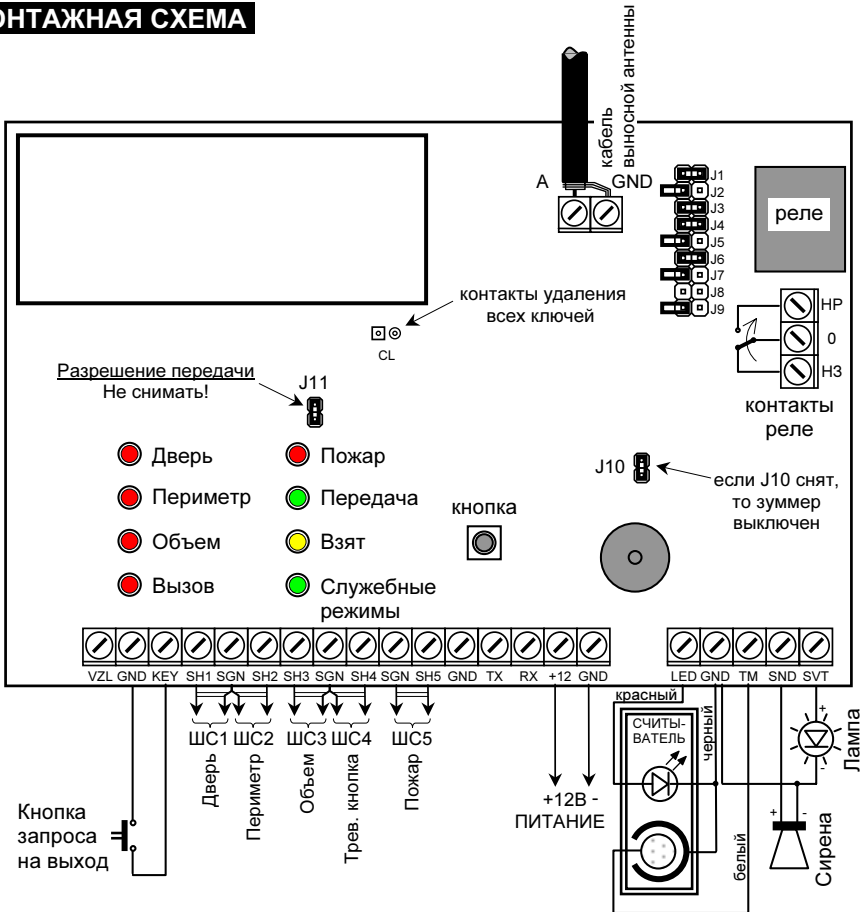 ОНТАЖНАЯ СХЕМА
кабель
выносной антенны
A
GND
J1
J2
J3
J4
J5
J6
J7
J8
J9
реле
контакты удаления
всех ключей
CL
НР
0
НЗ
контакты
реле
Разрешение передачи
Не снимать!
J11
Дверь
Пожар
Периметр
Передача
Объем
Взят
Вызов
Служебные
режимы
кнопка
J10
если J10 снят,
то зуммер
выключен
VZL GND KEY SH1 SGN SH2 SH3 SGN SH4 SGN SH5 GND TX RX +12 GND
LED GND TM SND SVT
ШС1 ШС2 ШС3 ШС4 ШС5
Дверь
Периметр
Объем
Трев. кнопка
Пожар
Кнопка
запроса
на выход
+12В -
ПИТАНИЕ
красный
черный
белый
СЧИТЫ-
ВАТЕЛЬ
+
-
Лампа
+ -
Сирена